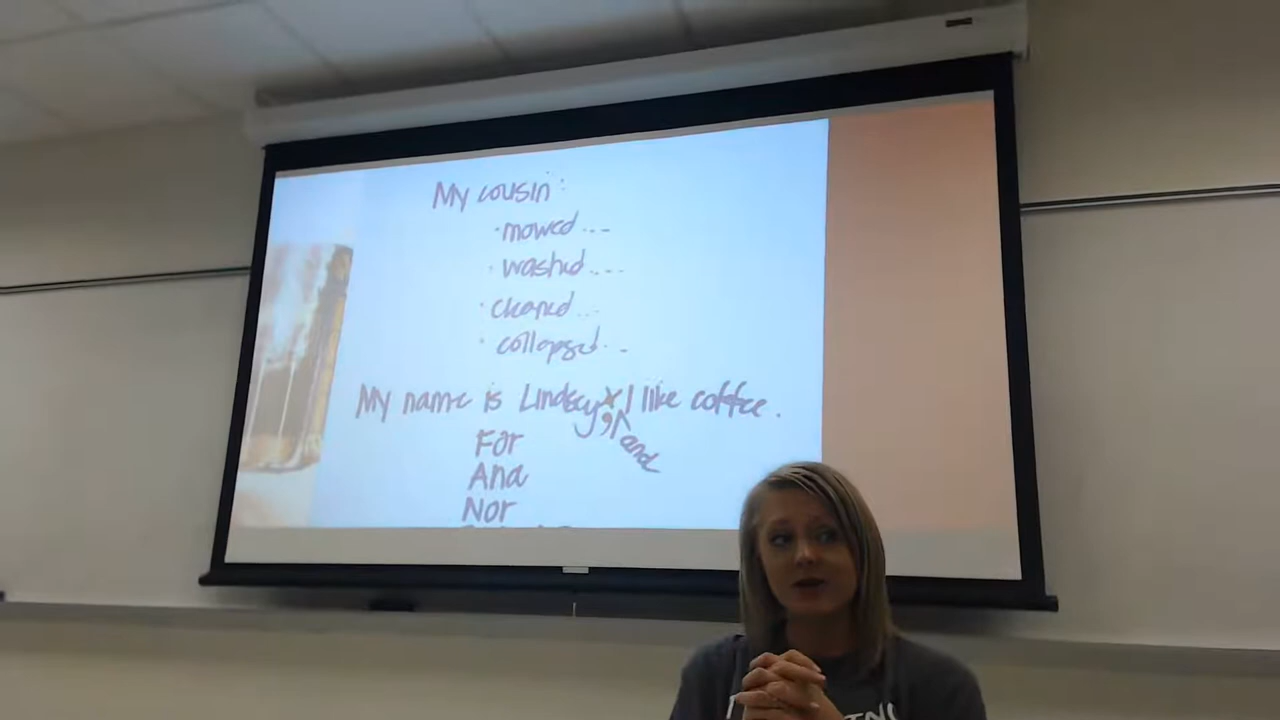 My cousin:
· mowed ...
· washed ....
· cleaned ...
· collapsed ...
My name is Lindsey, I like coffee.
and
For
And
Nor